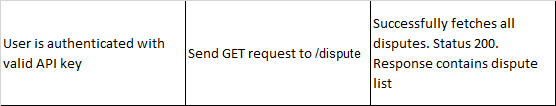 User is authenticated with
valid API key
Send GET request to /dispute
Successfully fetches all
disputes. Status 200.
Response contains dispute
list